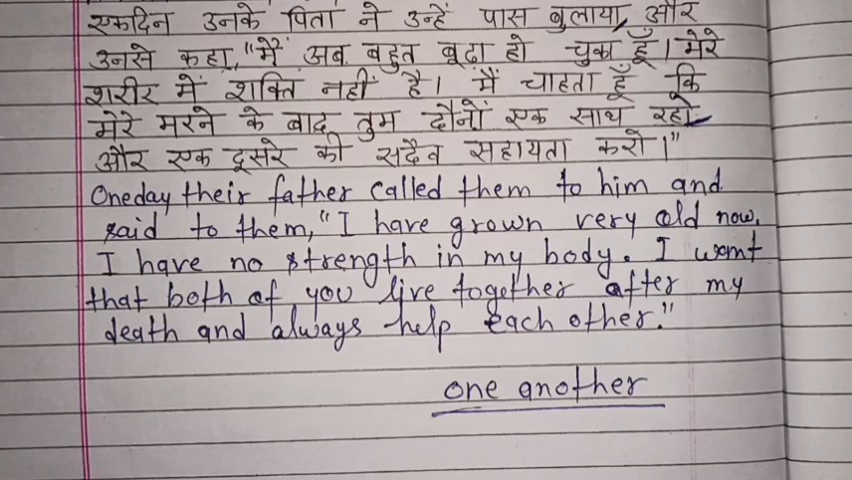 एकदिन उनके पिता ने उन्हें पास बुलाया, और
उनसे कहा, "मैं अब बहुत बूढा हो चुका हूँ। मेरे
शरीर में शक्ति नहीं है। मैं चाहता हूँ कि
मेरे मरने के बाद तुम दौनों एक साथ रहो
और एक दूसरे की सदैव सहायता करो।"
Oneday their father called them to him and
said to them, "I have grown very old now.
I have no strength in my body. I want
that both of you live together after my
death and always help each other."
one another